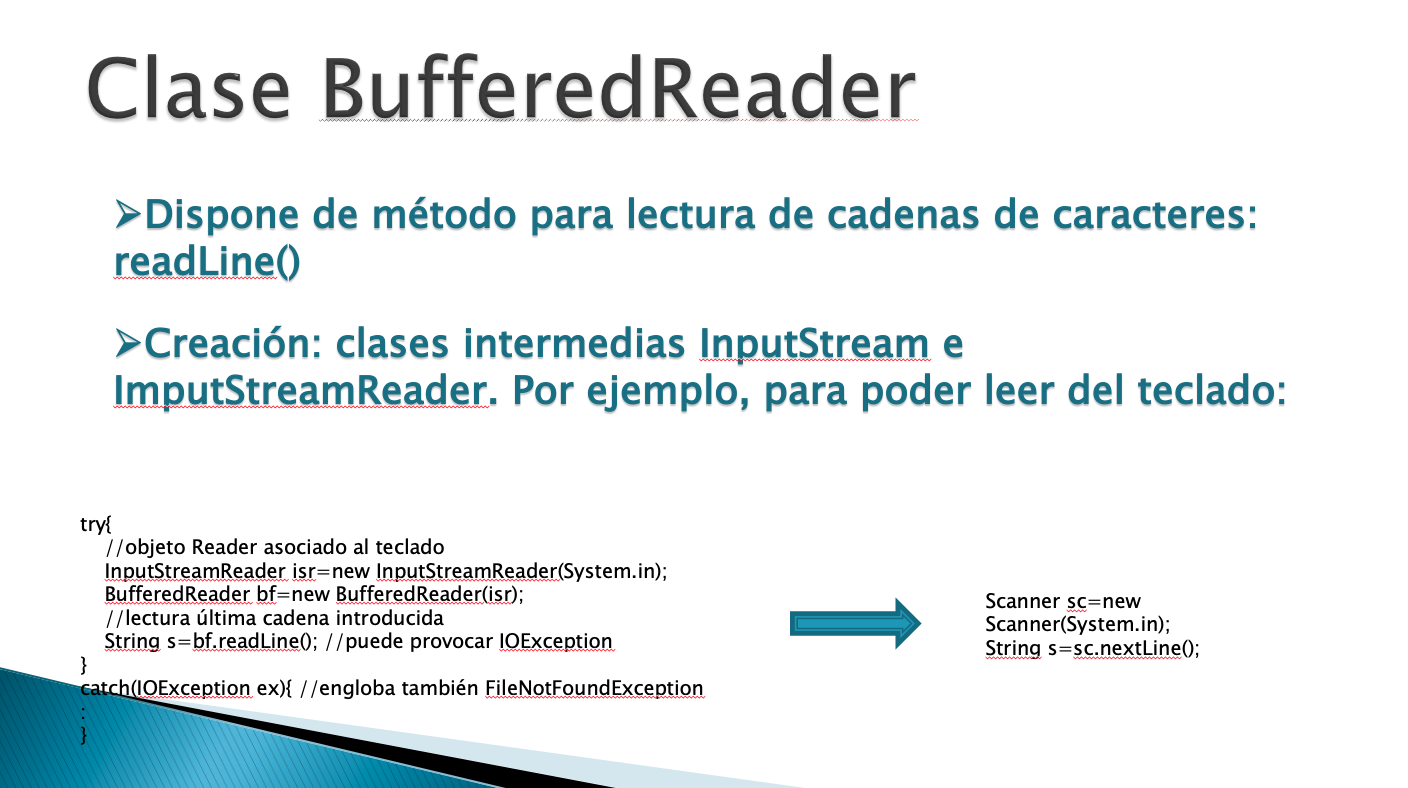 Clase BufferedReader
➢Dispone de método para lectura de cadenas de caracteres:
readLine()
➢Creación: clases intermedias InputStream e
ImputStreamReader. Por ejemplo, para poder leer del teclado:
try{
//objeto Reader asociado al teclado
InputStreamReader isr=new InputStreamReader(System.in);
BufferedReader bf=new BufferedReader(isr);
//lectura última cadena introducida
String s=bf.readLine(); //puede provocar IOException
}
catch(IOException ex){ //engloba también FileNotFoundException
:
}
Scanner sc=new
Scanner(System.in);
String s=sc.nextLine();